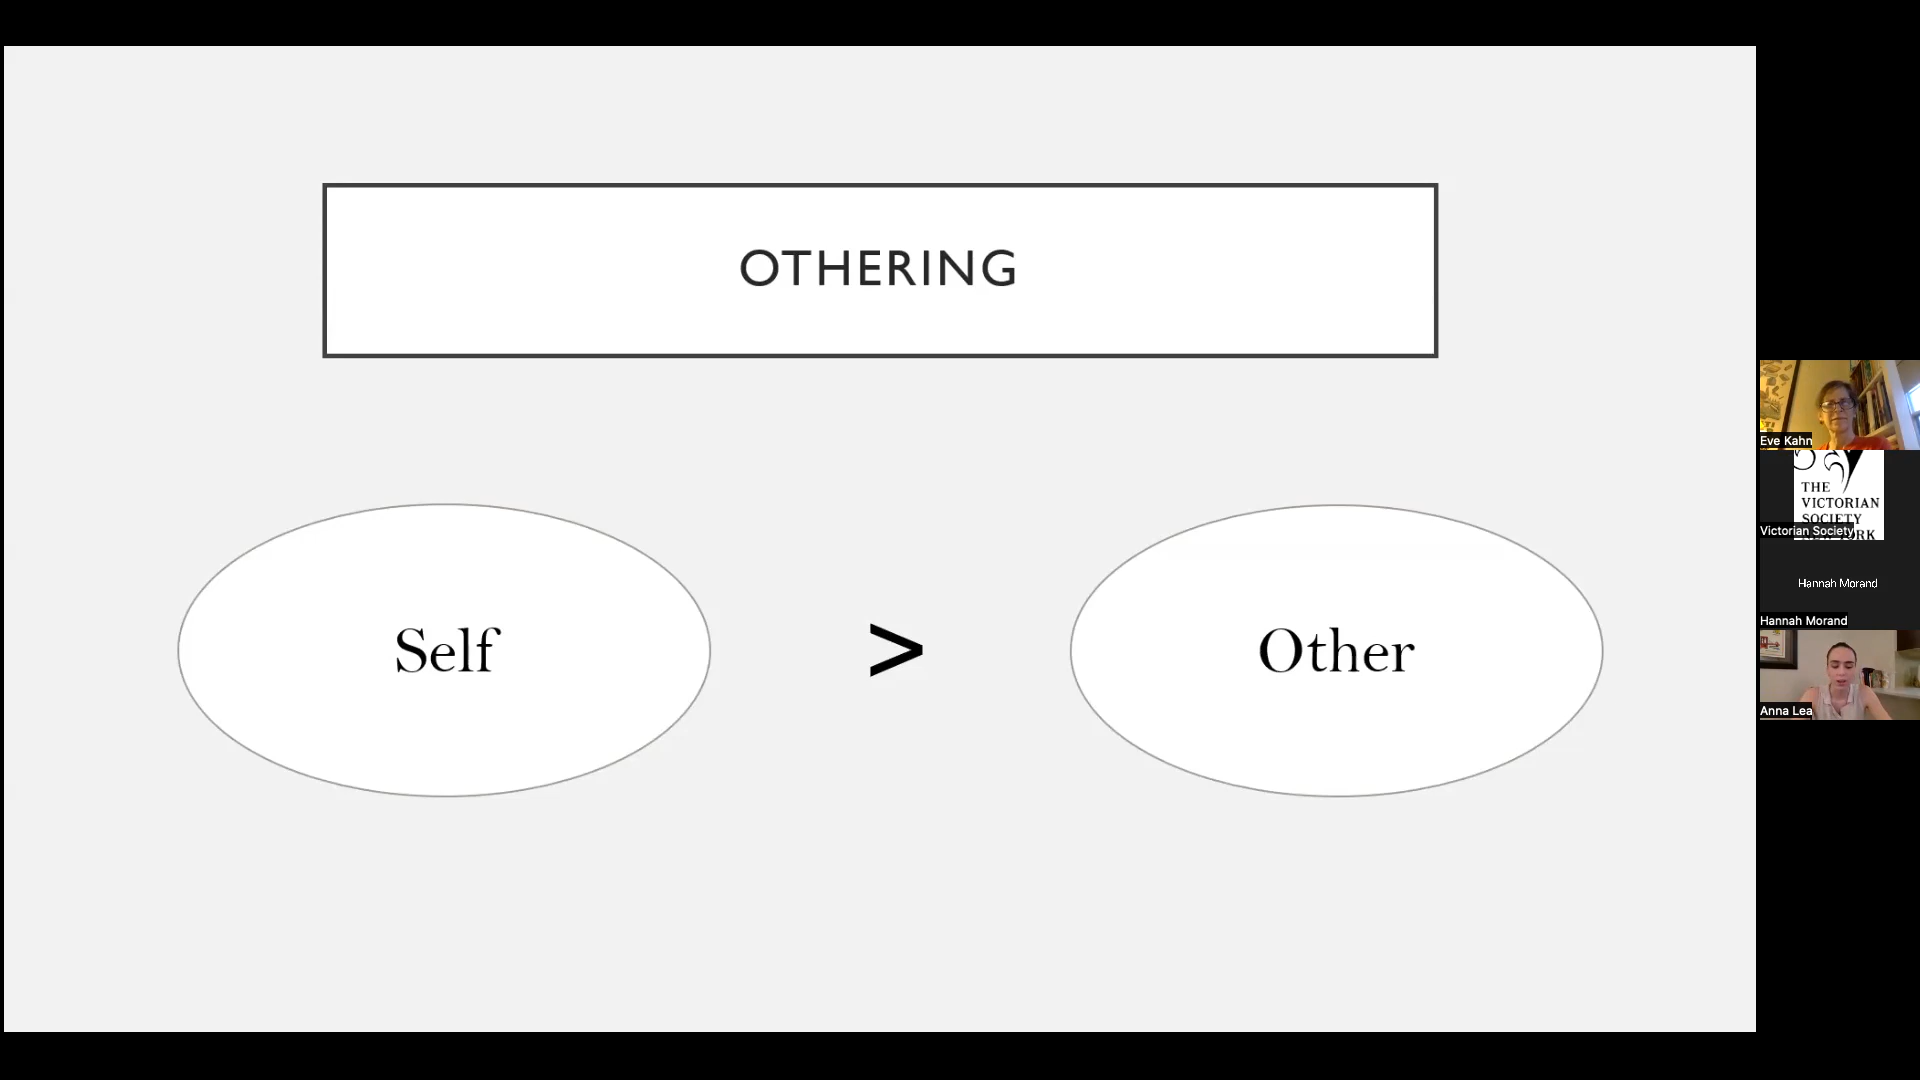 OTHERING
Self
>
Other
Eve Kahn
THE
VICTORIAN
SOCIETY
Victorian Society
Hannah Morand
Hannah Morand
Anna Lea